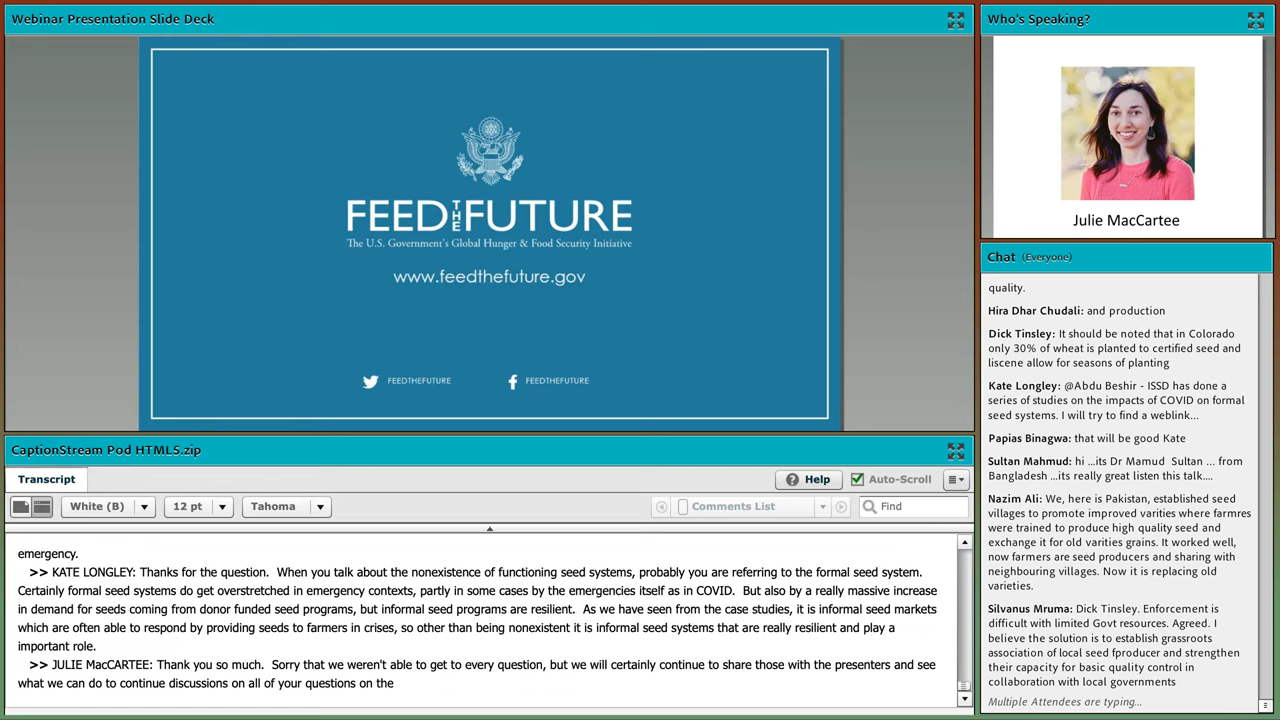 Webinar Presentation Slide Deck
FEED THE FUTURE
The U.S. Government's Global Hunger & Food Security Initiative
www.feedthefuture.gov
FEEDTHEFUTURE
FEEDTHEFUTURE
Who's Speaking?
Julie MacCartee
Chat (Everyone)
quality.
Hira Dhar Chudali: and production
Dick Tinsley: It should be noted that in Colorado
only 30% of wheat is planted to certified seed and
liscene allow for seasons of planting
Kate Longley: @Abdu Beshir - ISSD has done a
series of studies on the impacts of COVID on formal
seed systems. I will try to find a weblink...
Papias Binagwa: that will be good Kate
Sultan Mahmud: hi ...its Dr Mamud Sultan ... from
Bangladesh ...its really great listen this talk....
Nazim Ali: We, here is Pakistan, established seed
villages to promote improved varities where farmres
were trained to produce high quality seed and
exchange it for old varities grains. It worked well,
now farmers are seed producers and sharing with
neighbouring villages. Now it is replacing old
varities.
Silvanus Mruma: Dick Tinsley. Enforcement is
difficult with limited Govt resources. Agreed. I
believe the solution is to establish grassroots
association of local seed fproducer and strengthen
their capacity for basic quality control in
collaboration with local governments
Multiple Attendees are typing...
CaptionStream Pod HTML5.zip
Transcript
Help
Auto-Scroll
White (B)
12 pt
Tahoma
Comments List
Find
emergency.
>> KATE LONGLEY: Thanks for the question. When you talk about the nonexistence of functioning seed systems, probably you are referring to the formal seed system.
Certainly formal seed systems do get overstretched in emergency contexts, partly in some cases by the emergencies itself as in COVID. But also by a really massive increase
in demand for seeds coming from donor funded seed programs, but informal seed programs are resilient. As we have seen from the case studies, it is informal seed markets
which are often able to respond by providing seeds to farmers in crises, so other than being nonexistent it is informal seed systems that are really resilient and play a
important role.
>> JULIE MacCARTEE: Thank you so much. Sorry that we weren't able to get to every question, but we will certainly continue to share those with the presenters and see
what we can do to continue discussions on all of your questions on the